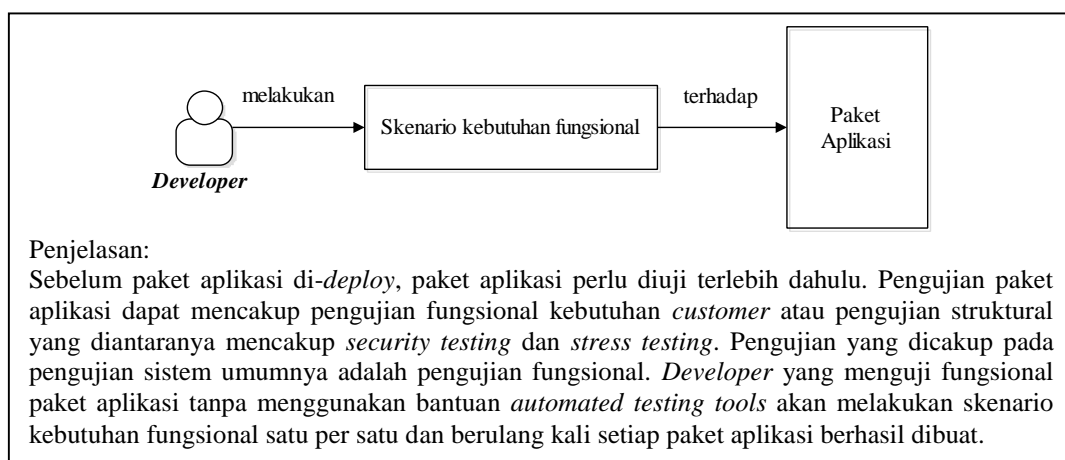 melakukan
Skenario kebutuhan fungsional
terhadap
Paket
Aplikasi
Developer
Penjelasan:
Sebelum paket aplikasi di-deploy, paket aplikasi perlu diuji terlebih dahulu. Pengujian paket
aplikasi dapat mencakup pengujian fungsional kebutuhan customer atau pengujian struktural
yang diantaranya mencakup security testing dan stress testing. Pengujian yang dicakup pada
pengujian sistem umumnya adalah pengujian fungsional. Developer yang menguji fungsional
paket aplikasi tanpa menggunakan bantuan automated testing tools akan melakukan skenario
kebutuhan fungsional satu per satu dan berulang kali setiap paket aplikasi berhasil dibuat.